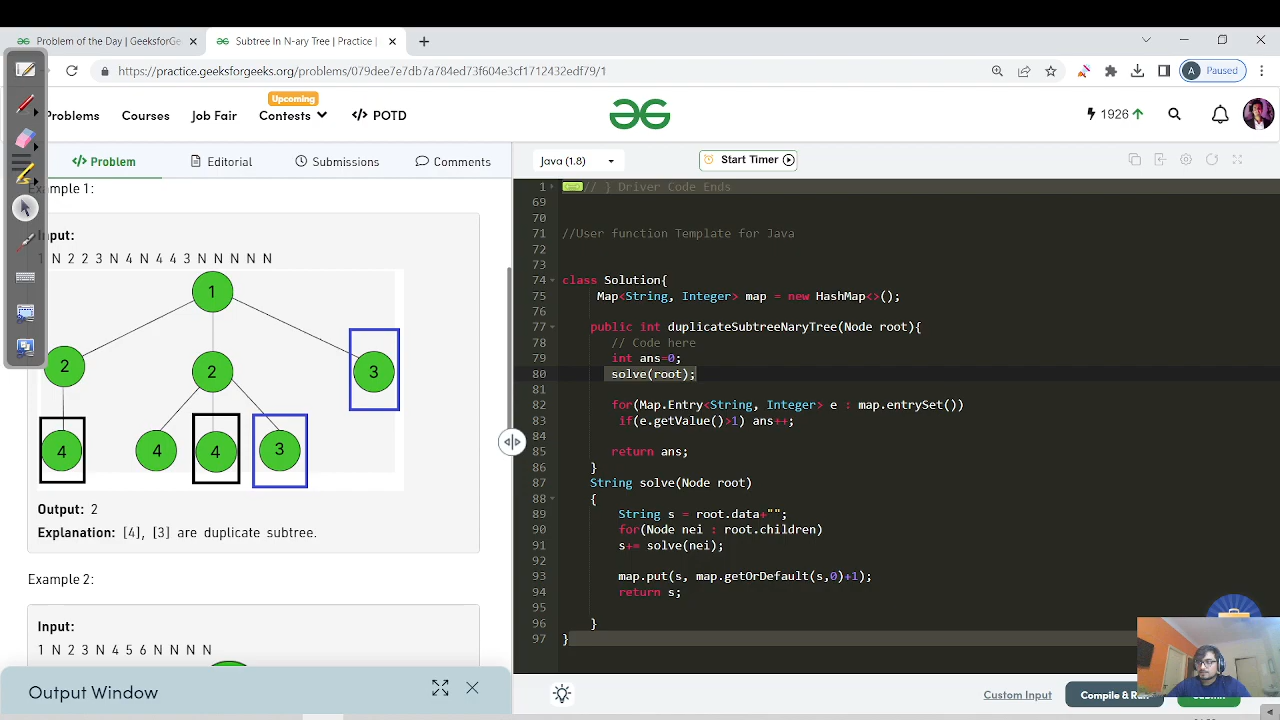 Problem of the Day | GeeksforGe
Subtree In N-ary Tree | Practice |
https://practice.geeksforgeeks.org/problems/079dee7e7db7a784ed73f604e2cf1712432edf79/1
A Paused
Problems
Courses
Job Fair
Upcoming
Contests
</> POTD
1926
</> Problem
Editorial
Submissions
Comments
Java (1.8)
Start Timer
Example 1:
Input:
1 N 2 2 3 N 4 N 4 4 3 N N N N N
1
2
2
3
4
4
4
3
Output: 2
Explanation: [4], [3] are duplicate subtree.
Example 2:
Input:
1 N 2 3 N 4 5 6 N N N N
Output Window
1 // } Driver Code Ends
69
70
71 //User function Template for Java
72
73
74 class Solution{
75 Map<String, Integer> map = new HashMap<>();
76
77 public int duplicateSubtreeNaryTree(Node root){
78 // Code here
79 int ans=0;
80 solve(root);
81
82 for(Map.Entry<String, Integer> e : map.entrySet())
83 if(e.getValue()>1) ans++;
84
85 return ans;
86 }
87 String solve(Node root)
88 {
89 String s = root.data+"";
90 for(Node nei : root.children)
91 s+= solve(nei);
92
93 map.put(s, map.getOrDefault(s,0)+1);
94 return s;
95
96 }
97 }
Custom Input
Compile & Run